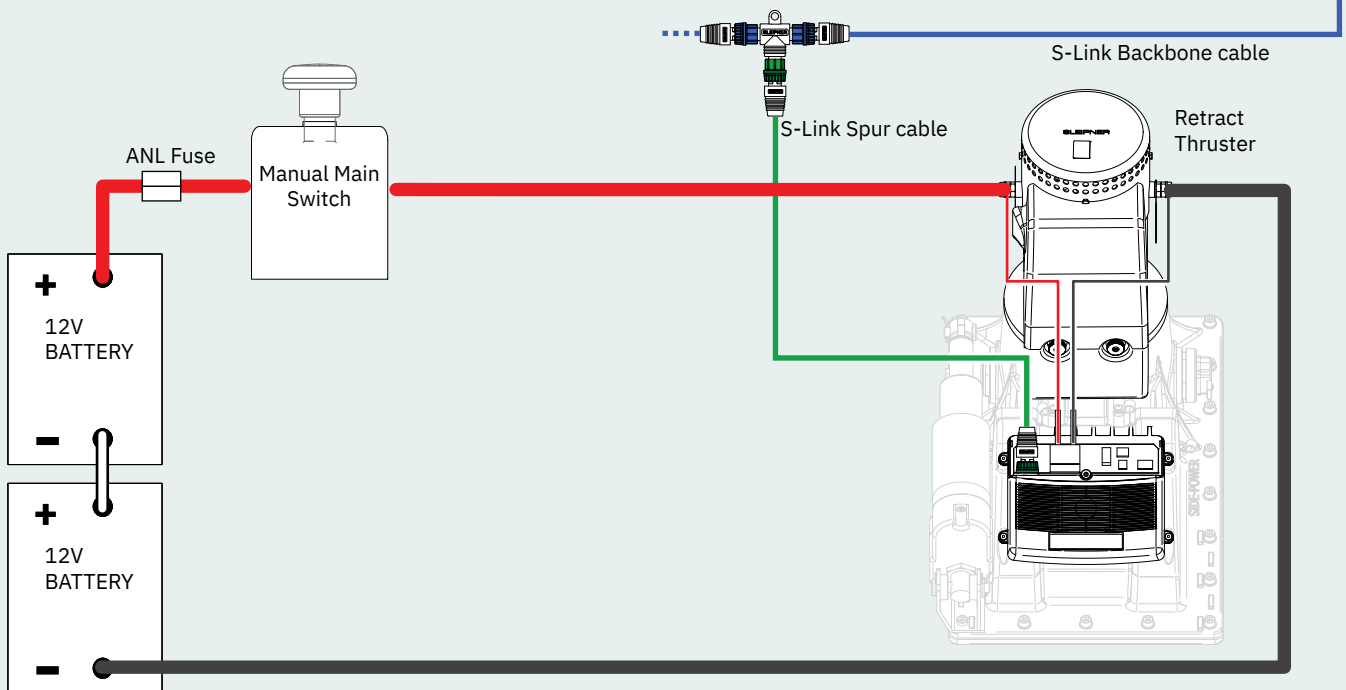 SLEIPNER
S-Link Backbone cable
S-Link Spur cable
SLEIPNER
Retract
Thruster
ANL Fuse
Manual Main
Switch
+
12V
BATTERY
−
+
12V
BATTERY
−
SIDE-POWER